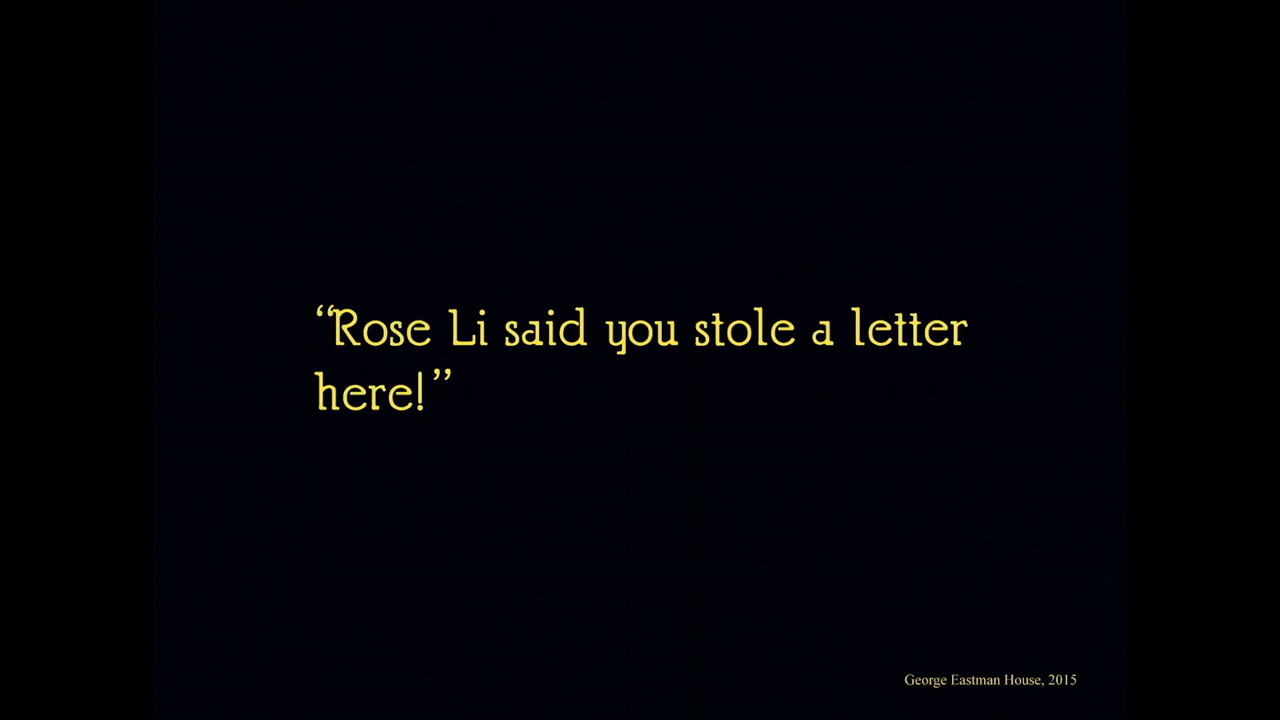 “Rose Li said you stole a letter
here!”
George Eastman House, 2015